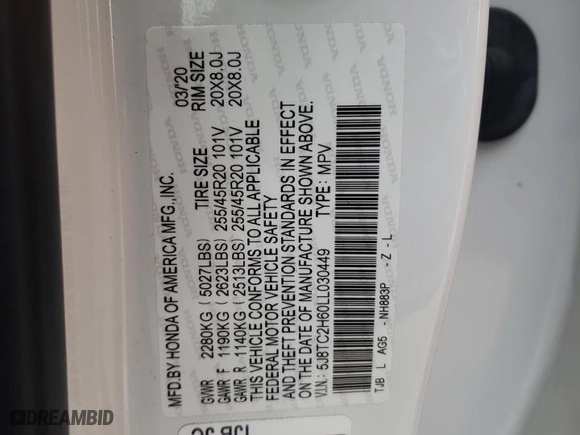 MFD.BY HONDA OF AMERICA MFG.,INC. 03/'20
TIRE SIZE RIM SIZE
GVWR 2280KG (5027LBS)
GAWR F 1190KG (2623LBS) 255/45R20 101V 20X8.0J
GAWR R 1140KG (2513LBS) 255/45R20 101V 20X8.0J
THIS VEHICLE CONFORMS TO ALL APPLICABLE
FEDERAL MOTOR VEHICLE SAFETY
AND THEFT PREVENTION STANDARDS IN EFFECT
ON THE DATE OF MANUFACTURE SHOWN ABOVE.
V.I.N.: 5J8TC2H60LL030449 TYPE: MPV
TJB L AG5 -NH883P - Z - L
DREAMBID